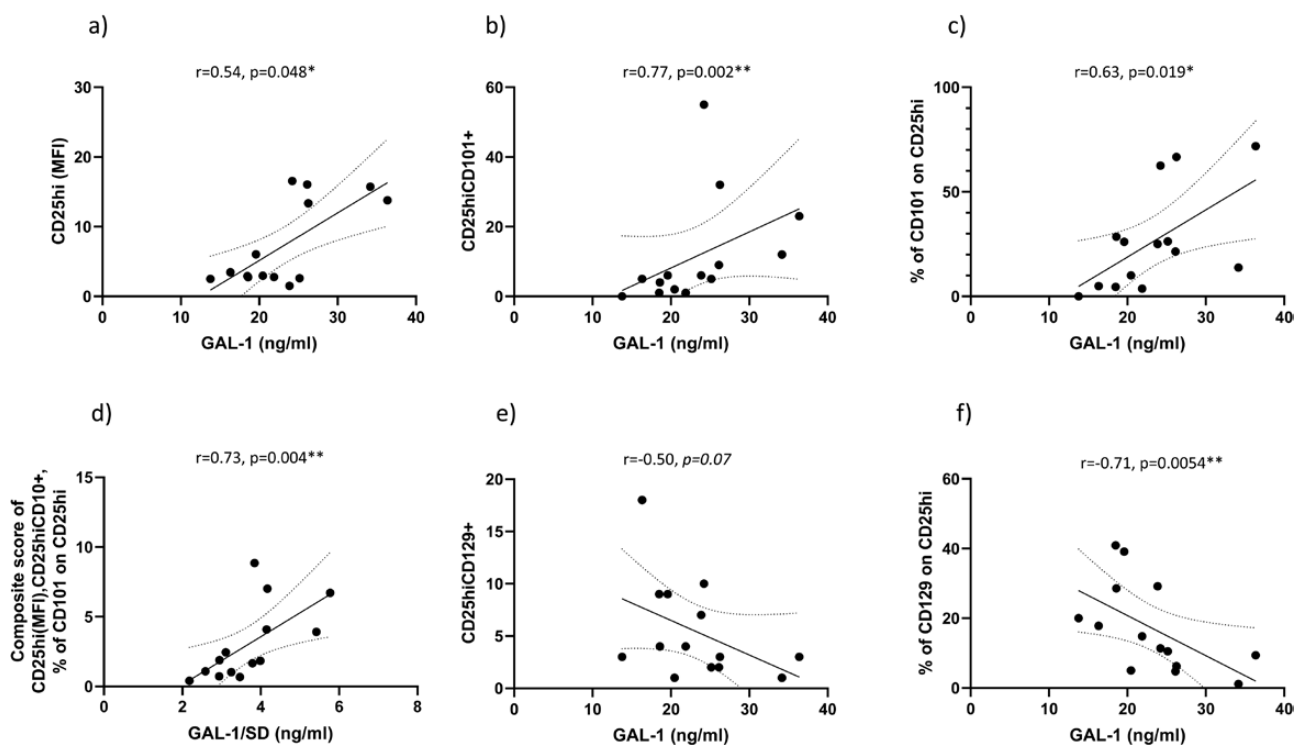 a)
r=0.54, p=0.048*
30
20
10
0
CD25hi (MFI)
0 10 20 30 40
GAL-1 (ng/ml)
b)
r=0.77, p=0.002**
60
40
20
0
CD25hiCD101+
0 10 20 30 40
GAL-1 (ng/ml)
c)
r=0.63, p=0.019*
100
50
0
% of CD101 on CD25hi
0 10 20 30 40
GAL-1 (ng/ml)
d)
r=0.73, p=0.004**
15
10
5
0
Composite score of
CD25hi(MFI),CD25hiCD10+,
% of CD101 on CD25hi
0 2 4 6 8
GAL-1/SD (ng/ml)
e)
r=-0.50, p=0.07
20
15
10
5
0
CD25hiCD129+
0 10 20 30 40
GAL-1 (ng/ml)
f)
r=-0.71, p=0.0054**
60
40
20
0
% of CD129 on CD25hi
0 10 20 30 40
GAL-1 (ng/ml)